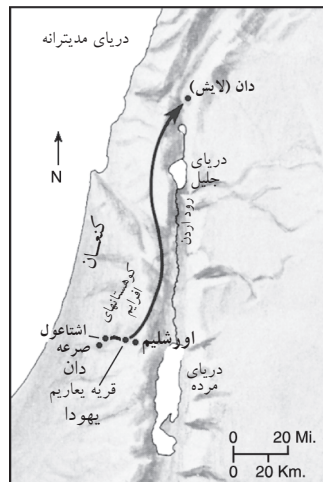 دریای مدیترانه
دان (لایش)
N
دریای
جلیل
رود اردن
کنعـان
کوهستانهای
افرایم
اشتاعول
اورشلیم
صرعه
دان
قریه یعاریم
یهودا
دریای
مرده
0 20 Mi.
0 20 Km.